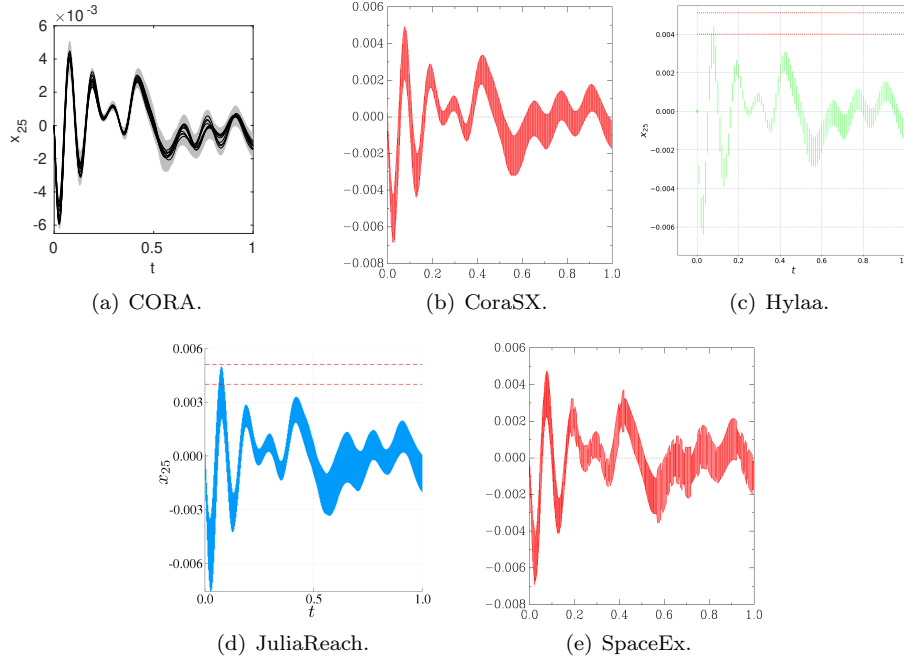 6 ×10⁻³
4
2
0
-2
-4
-6
x25
0 0.5 1
t
(a) CORA.
0.006
0.004
0.002
0.000
−0.002
−0.004
−0.006
−0.008
0.0 0.2 0.4 0.6 0.8 1.0
(b) CoraSX.
0.004
0.002
0.000
−0.002
−0.004
−0.006
x25
0.0 0.2 0.4 0.6 0.8 1.0
t
(c) Hylaa.
0.006
0.003
0.000
-0.003
-0.006
x25
0.0 0.5 1.0
t
(d) JuliaReach.
0.006
0.004
0.002
0.000
−0.002
−0.004
−0.006
−0.008
0.0 0.2 0.4 0.6 0.8 1.0
(e) SpaceEx.